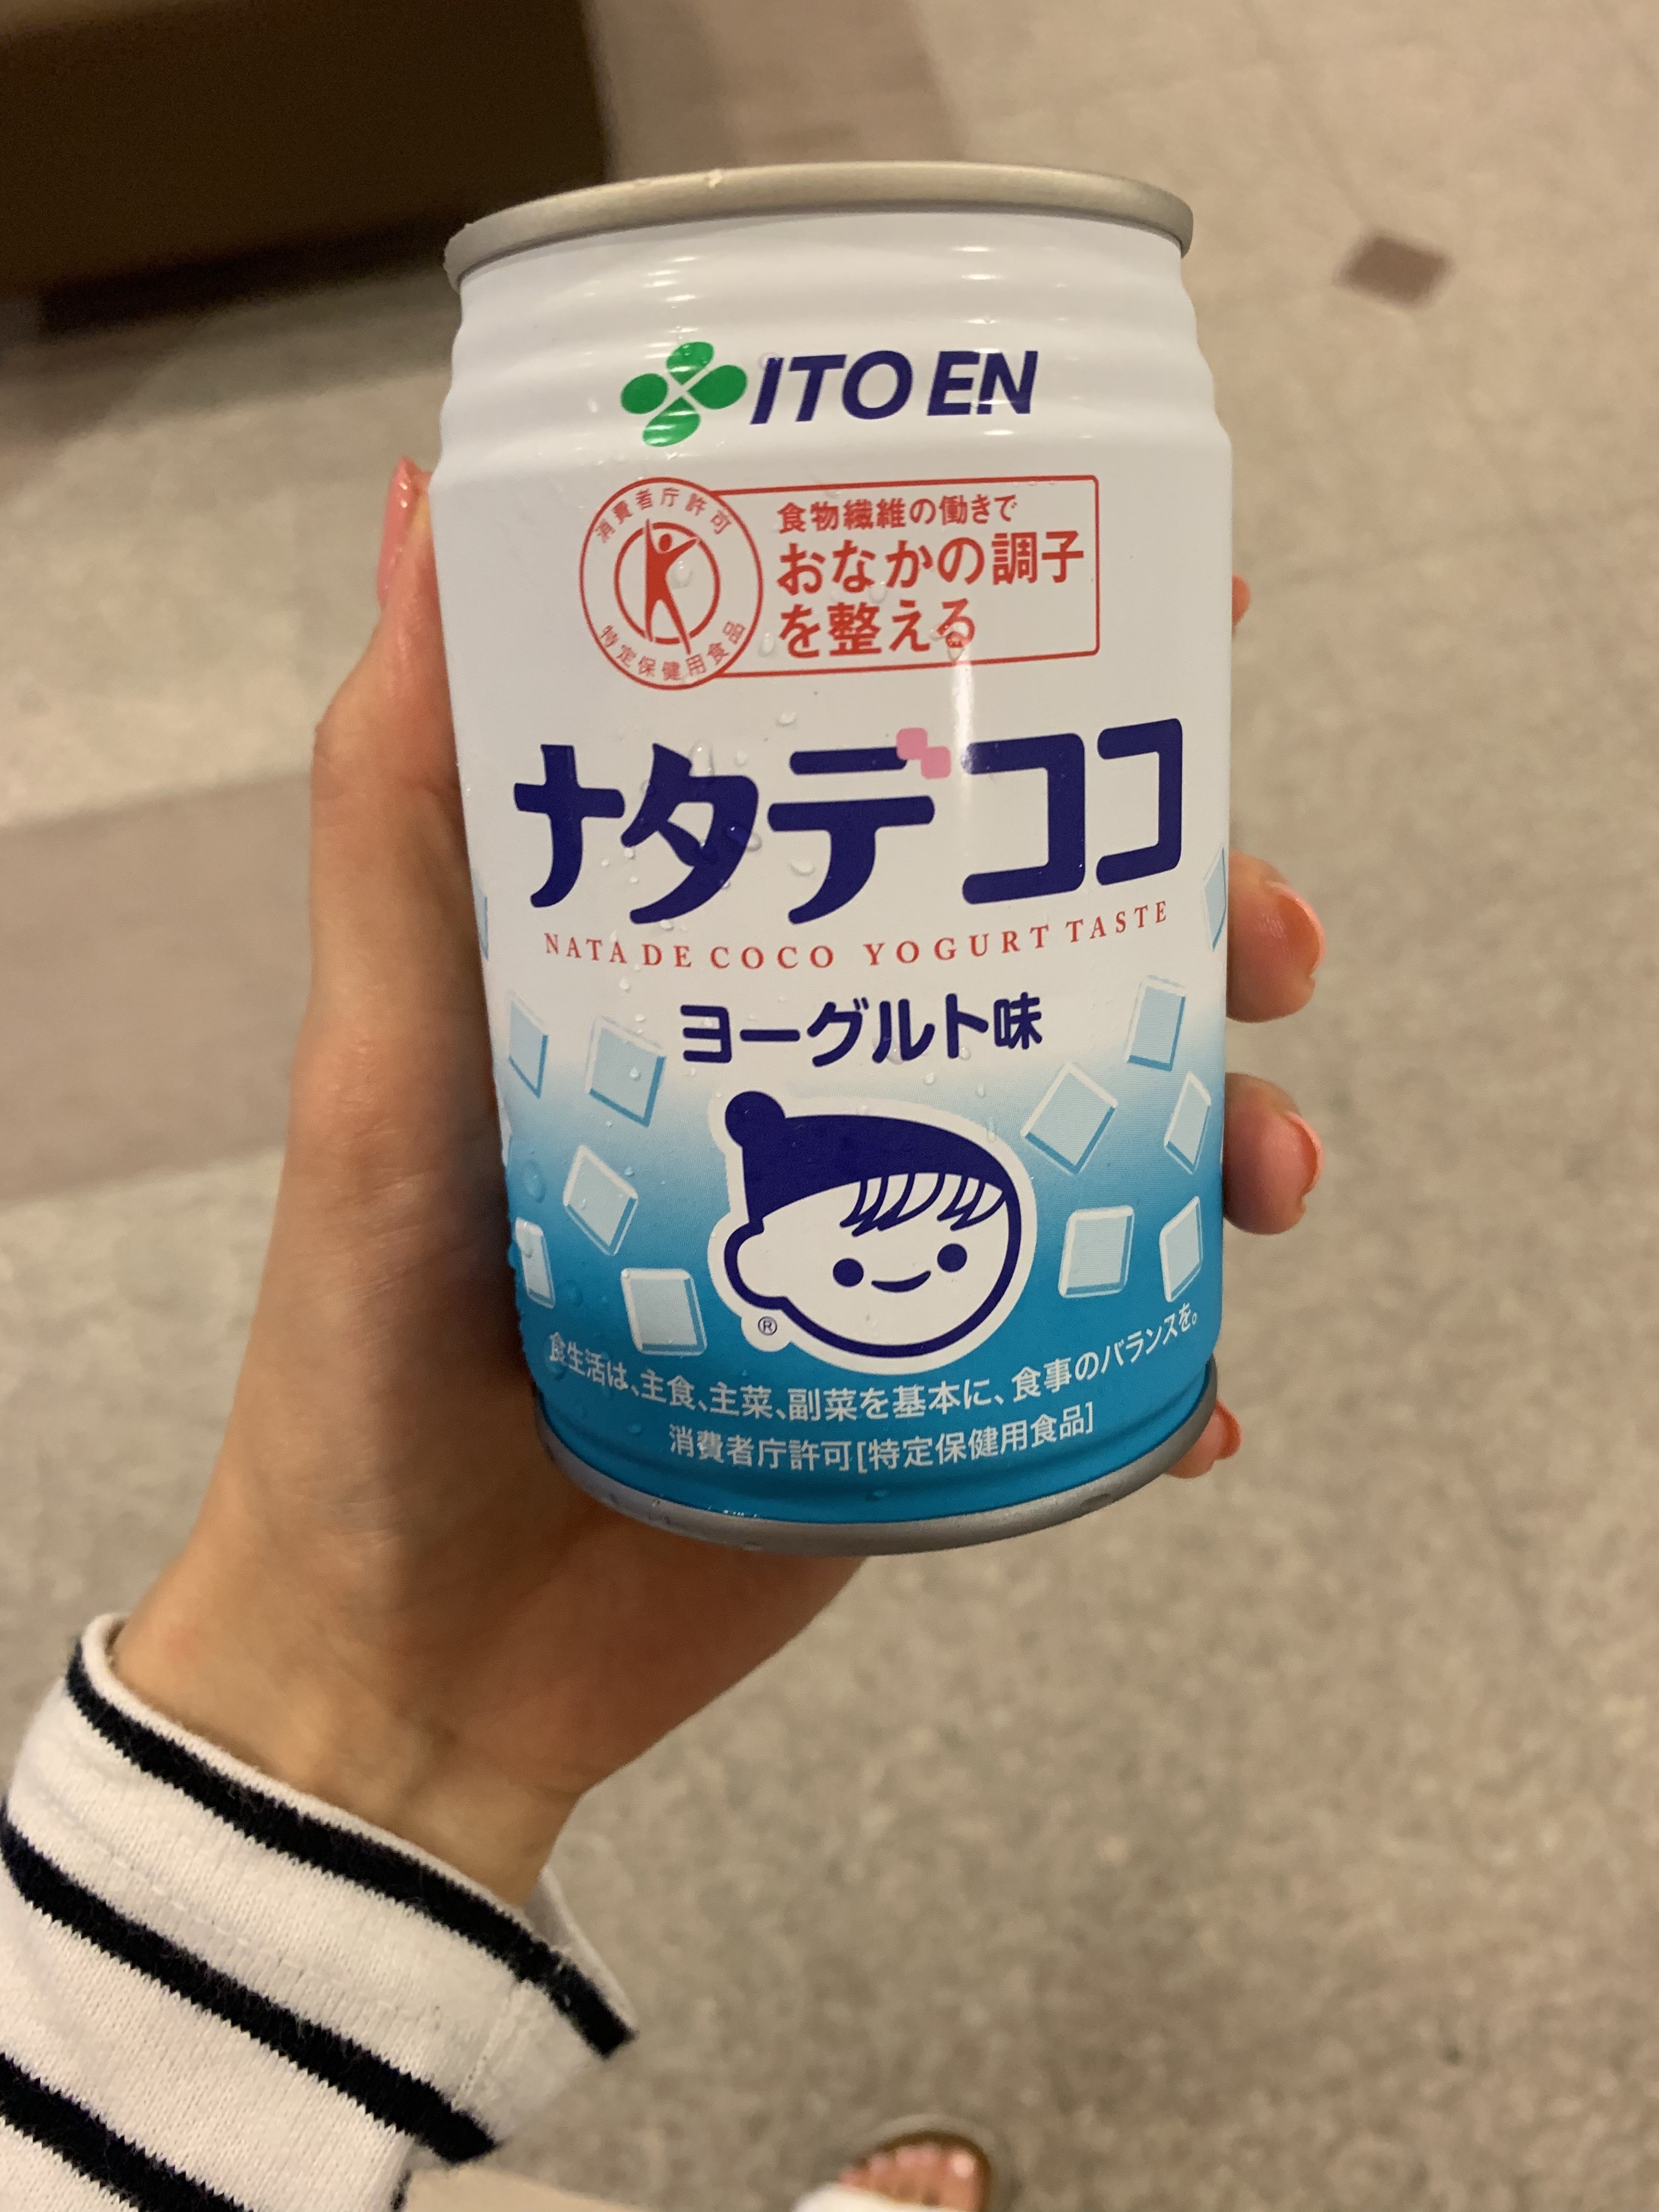 ITO EN
消費者庁許可
特定保健用食品
食物繊維の働きで
おなかの調子
を整える
ナタデココ
NATA DE COCO YOGURT TASTE
ヨーグルト味
®
食生活は、主食、主菜、副菜を基本に、食事のバランスを。
消費者庁許可[特定保健用食品]